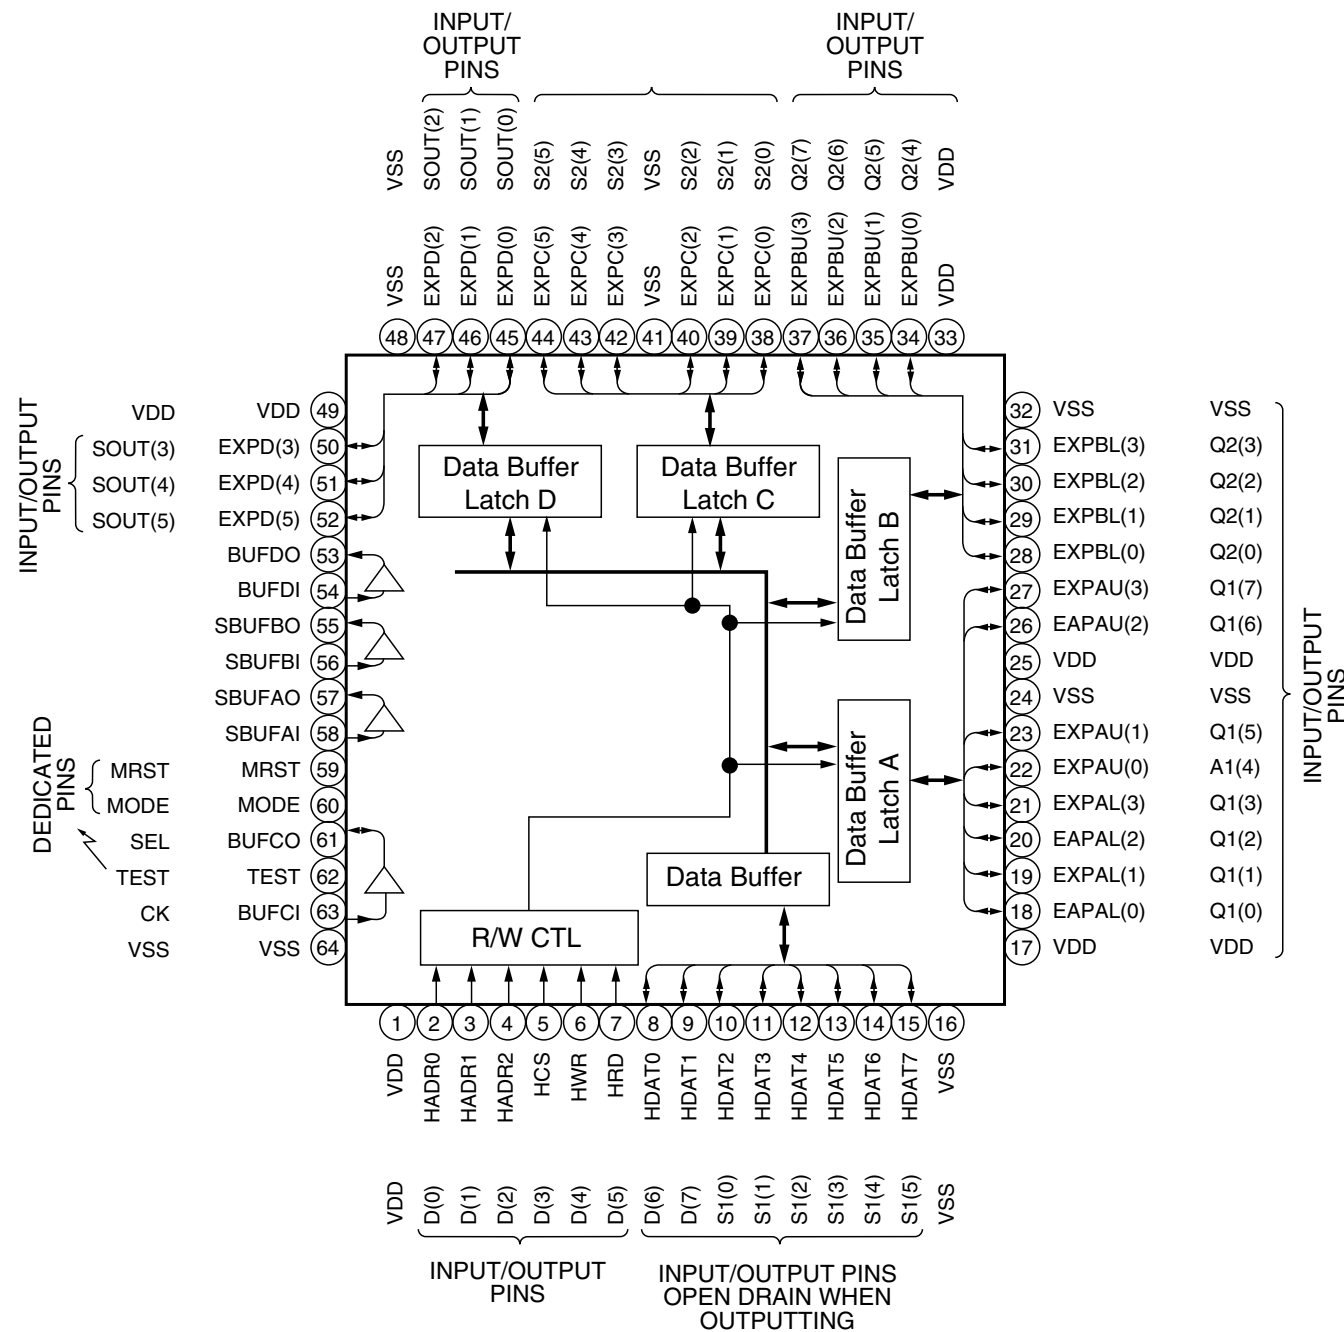 INPUT/
OUTPUT
PINS
INPUT/
OUTPUT
PINS
VSS
SOUT(2)
SOUT(1)
SOUT(0)
S2(5)
S2(4)
S2(3)
VSS
S2(2)
S2(1)
S2(0)
Q2(7)
Q2(6)
Q2(5)
Q2(4)
VDD
VSS
EXPD(2)
EXPD(1)
EXPD(0)
EXPC(5)
EXPC(4)
EXPC(3)
VSS
EXPC(2)
EXPC(1)
EXPC(0)
EXPBU(3)
EXPBU(2)
EXPBU(1)
EXPBU(0)
VDD
48 47 46 45 44 43 42 41 40 39 38 37 36 35 34 33
INPUT/OUTPUT
PINS
VDD VDD 49
SOUT(3) EXPD(3) 50
SOUT(4) EXPD(4) 51
SOUT(5) EXPD(5) 52
BUFDO 53
BUFDI 54
SBUFBO 55
SBUFBI 56
SBUFAO 57
SBUFAI 58
DEDICATED
PINS
MRST MRST 59
MODE MODE 60
SEL BUFCO 61
TEST TEST 62
CK BUFCI 63
VSS VSS 64
Data Buffer
Latch D
Data Buffer
Latch C
Data Buffer
Latch B
Data Buffer
Latch A
Data Buffer
R/W CTL
32 VSS VSS
31 EXPBL(3) Q2(3)
30 EXPBL(2) Q2(2)
29 EXPBL(1) Q2(1)
28 EXPBL(0) Q2(0)
27 EXPAU(3) Q1(7)
26 EAPAU(2) Q1(6)
25 VDD VDD
24 VSS VSS
23 EXPAU(1) Q1(5)
22 EXPAU(0) A1(4)
21 EXPAL(3) Q1(3)
20 EAPAL(2) Q1(2)
19 EXPAL(1) Q1(1)
18 EAPAL(0) Q1(0)
17 VDD VDD
INPUT/OUTPUT
PINS
1 2 3 4 5 6 7 8 9 10 11 12 13 14 15 16
VDD
HADR0
HADR1
HADR2
HCS
HWR
HRD
HDAT0
HDAT1
HDAT2
HDAT3
HDAT4
HDAT5
HDAT6
HDAT7
VSS
VDD
D(0)
D(1)
D(2)
D(3)
D(4)
D(5)
D(6)
D(7)
S1(0)
S1(1)
S1(2)
S1(3)
S1(4)
S1(5)
VSS
INPUT/OUTPUT
PINS
INPUT/OUTPUT PINS
OPEN DRAIN WHEN
OUTPUTTING